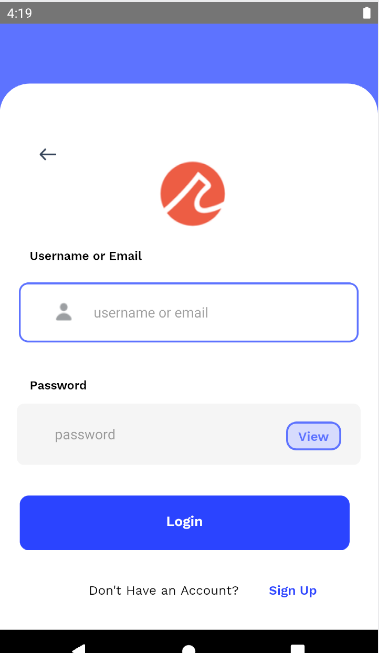 4:19
Username or Email
username or email
Password
password
View
Login
Don't Have an Account? Sign Up